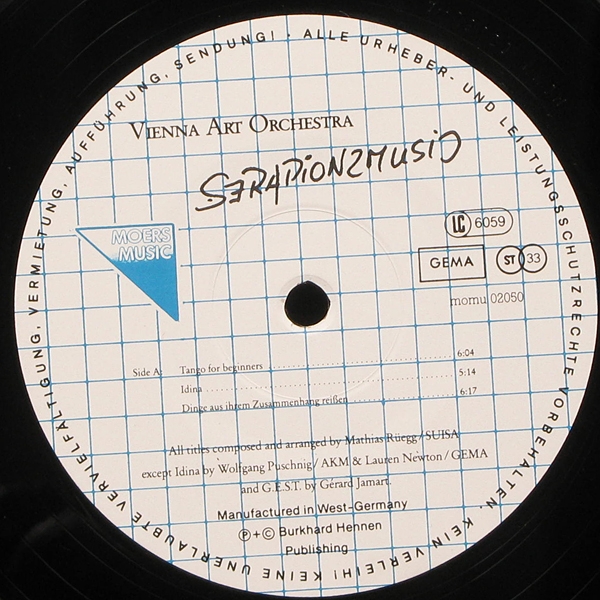 ALLE URHEBER- UND LEISTUNGSSCHUTZRECHTE VORBEHALTEN. KEIN VERLEIH! KEINE UNERLAUBTE VERVIELFÄLTIGUNG, VERMIETUNG, AUFFÜHRUNG, SENDUNG! ·
VIENNA ART ORCHESTRA
SERAPIONSMUSIC
MOERS
MUSIC
LC 6059
GEMA ST 33
momu 02050
Side A: Tango for beginners 6:04
Idina 5:14
Dinge aus ihrem Zusammenhang reißen 6:17
All titles composed and arranged by Mathias Rüegg/SUISA
except Idina by Wolfgang Puschnig/AKM & Lauren Newton/GEMA
and G.E.S.T. by Gérard Jamart.
Manufactured in West-Germany
Ⓟ+© Burkhard Hennen
Publishing